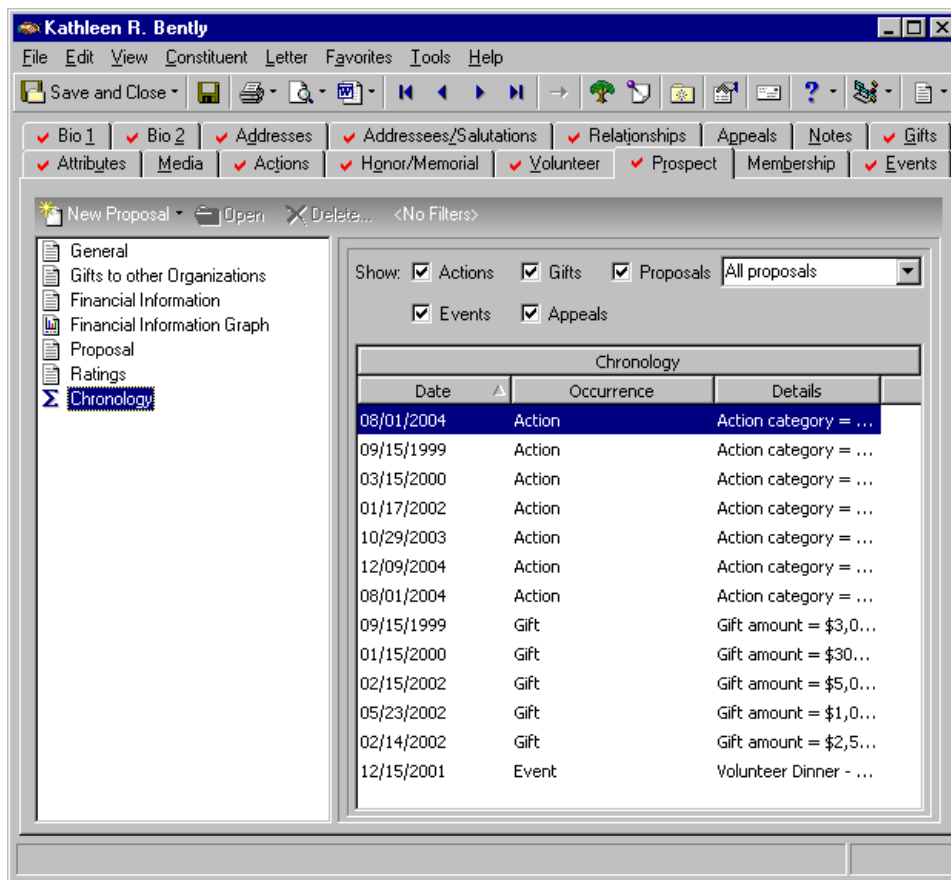 Kathleen R. Bently
File Edit View Constituent Letter Favorites Tools Help
Save and Close
Bio 1 Bio 2 Addresses Addressees/Salutations Relationships Appeals Notes Gifts
Attributes Media Actions Honor/Memorial Volunteer Prospect Membership Events
New Proposal Open Delete... <No Filters>
General
Gifts to other Organizations
Financial Information
Financial Information Graph
Proposal
Ratings
Chronology
Show: Actions Gifts Proposals All proposals
Events Appeals
Chronology
Date Occurrence Details
08/01/2004 Action Action category = ...
09/15/1999 Action Action category = ...
03/15/2000 Action Action category = ...
01/17/2002 Action Action category = ...
10/29/2003 Action Action category = ...
12/09/2004 Action Action category = ...
08/01/2004 Action Action category = ...
09/15/1999 Gift Gift amount = $3,0...
01/15/2000 Gift Gift amount = $30...
02/15/2002 Gift Gift amount = $5,0...
05/23/2002 Gift Gift amount = $1,0...
02/14/2002 Gift Gift amount = $2,5...
12/15/2001 Event Volunteer Dinner - ...